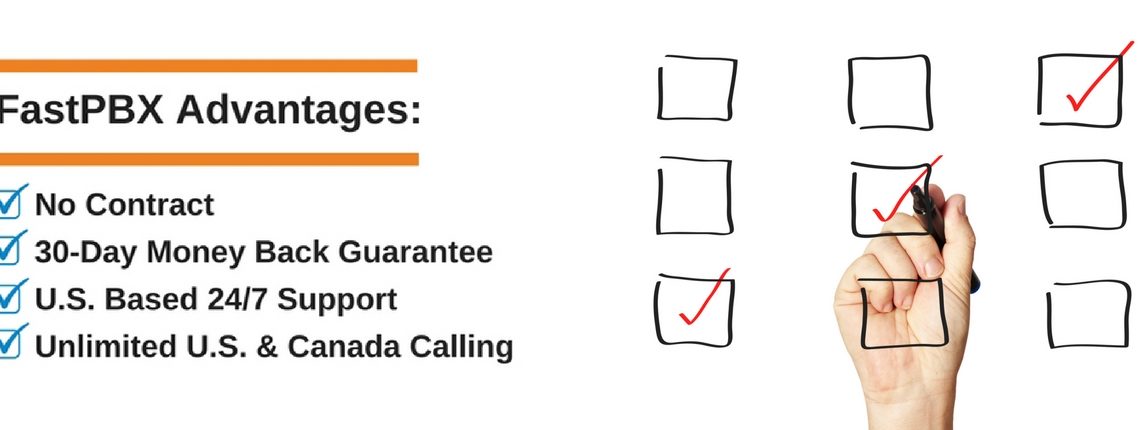 FastPBX Advantages:
No Contract
30-Day Money Back Guarantee
U.S. Based 24/7 Support
Unlimited U.S. & Canada Calling